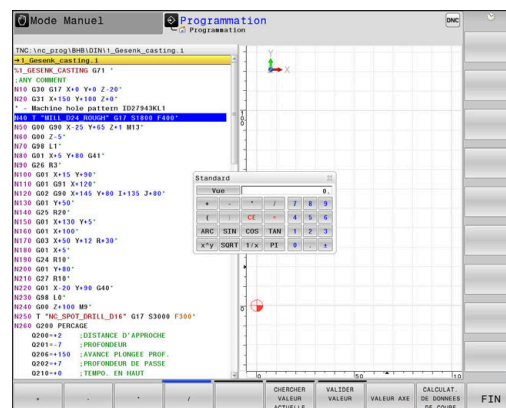 Mode Manuel
Programmation
Programmation
DNC
TNC:\nc_prog\BHB\DIN\1_Gesenk_casting.i
→1_Gesenk_casting.i
%1_GESENK_CASTING G71 *
;ANY COMMENT
N10 G30 G17 X+0 Y+0 Z-20*
N20 G31 X+150 Y+100 Z+0*
* - Machine hole pattern ID27943KL1
N40 T "MILL_D24_ROUGH" G17 S1800 F400*
N50 G00 G90 X-25 Y+65 Z+1 M13*
N60 G00 Z-5*
N70 G98 L1*
N80 G01 X+5 Y+80 G41*
N90 G26 R3*
N100 G01 X+15 Y+90*
N110 G01 G91 X+120*
N120 G02 G90 X+145 Y+80 I+135 J+80*
N130 G01 Y+50*
N140 G25 R20*
N150 G01 X+130 Y+5*
N160 G01 X+100*
N170 G03 X+50 Y+12 R+30*
N180 G01 X+5*
N190 G24 R10*
N200 G01 Y+80*
N210 G27 R10*
N220 G01 X-20 Y+90 G40*
N230 G98 L0*
N240 G00 Z+100 M9*
N250 T "NC_SPOT_DRILL_D16" G17 S3000 F300*
N260 G200 PERCAGE
Q200=+2 ;DISTANCE D'APPROCHE
Q201=-7 ;PROFONDEUR
Q206=+150 ;AVANCE PLONGEE PROF.
Q202=+7 ;PROFONDEUR DE PASSE
Q210=+0 ;TEMPO. EN HAUT
Y
X
100
0
0
50
100
Standard
Vue
0.
+ - * / 7 8 9
( ) CE = 4 5 6
ARC SIN COS TAN 1 2 3
x^y SQRT 1/x PI 0 . ±
+
-
*
/
CHERCHER
VALEUR
ACTUELLE
VALIDER
VALEUR
VALEUR AXE
CALCULAT.
DE DONNEES
DE COUPE
FIN